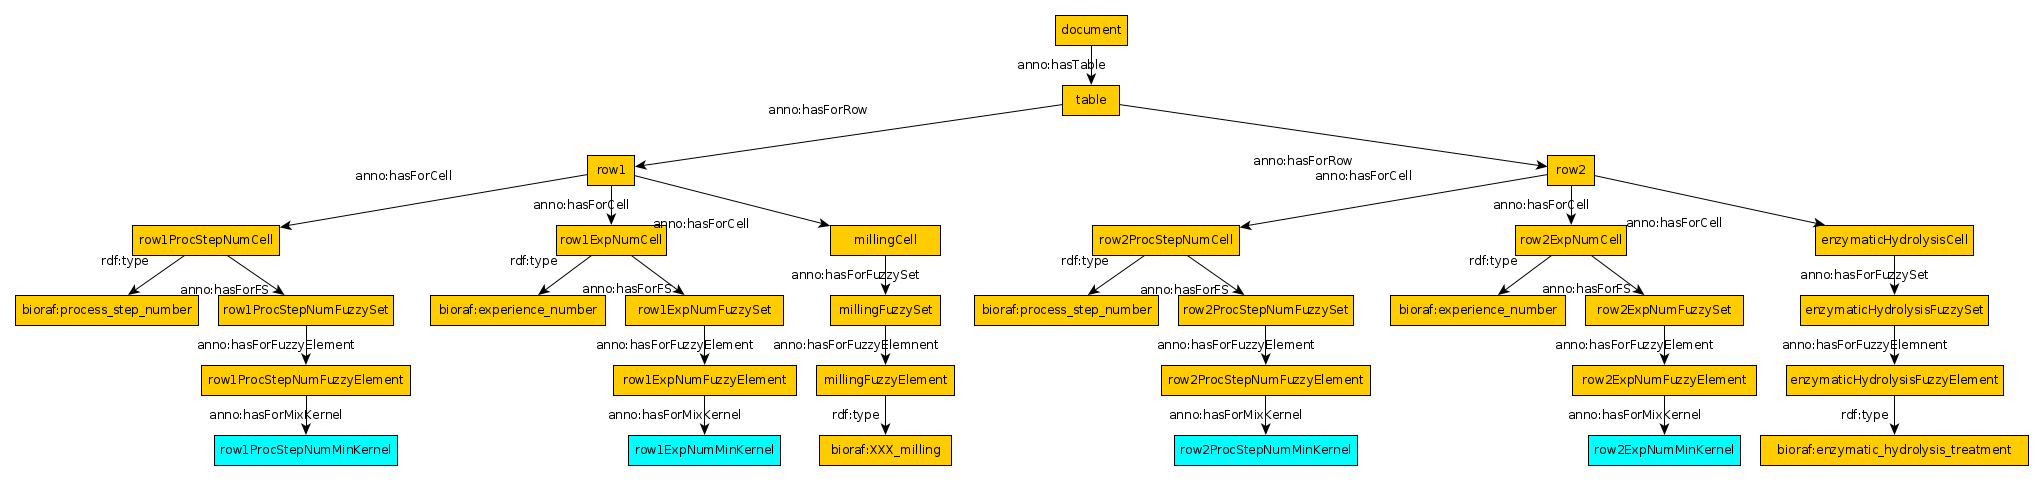 document
anno:hasTable
table
anno:hasForRow
anno:hasForRow
row1
row2
anno:hasForCell
anno:hasForCell
anno:hasForCell
anno:hasForCell
anno:hasForCell
anno:hasForCell
row1ProcStepNumCell
row1ExpNumCell
millingCell
row2ProcStepNumCell
row2ExpNumCell
enzymaticHydrolysisCell
rdf:type
anno:hasForFS
rdf:type
anno:hasForFS
anno:hasForFuzzySet
rdf:type
anno:hasForFS
rdf:type
anno:hasForFS
anno:hasForFuzzySet
bioraf:process_step_number
row1ProcStepNumFuzzySet
bioraf:experience_number
row1ExpNumFuzzySet
millingFuzzySet
bioraf:process_step_number
row2ProcStepNumFuzzySet
bioraf:experience_number
row2ExpNumFuzzySet
enzymaticHydrolysisFuzzySet
anno:hasForFuzzyElement
anno:hasForFuzzyElement
anno:hasForFuzzyElemnent
anno:hasForFuzzyElement
anno:hasForFuzzyElement
anno:hasForFuzzyElemnent
row1ProcStepNumFuzzyElement
row1ExpNumFuzzyElement
millingFuzzyElement
row2ProcStepNumFuzzyElement
row2ExpNumFuzzyElement
enzymaticHydrolysisFuzzyElement
anno:hasForMixKernel
anno:hasForMixKernel
rdf:type
anno:hasForMixKernel
anno:hasForMixKernel
rdf:type
row1ProcStepNumMinKernel
row1ExpNumMinKernel
bioraf:XXX_milling
row2ProcStepNumMinKernel
row2ExpNumMinKernel
bioraf:enzymatic_hydrolysis_treatment